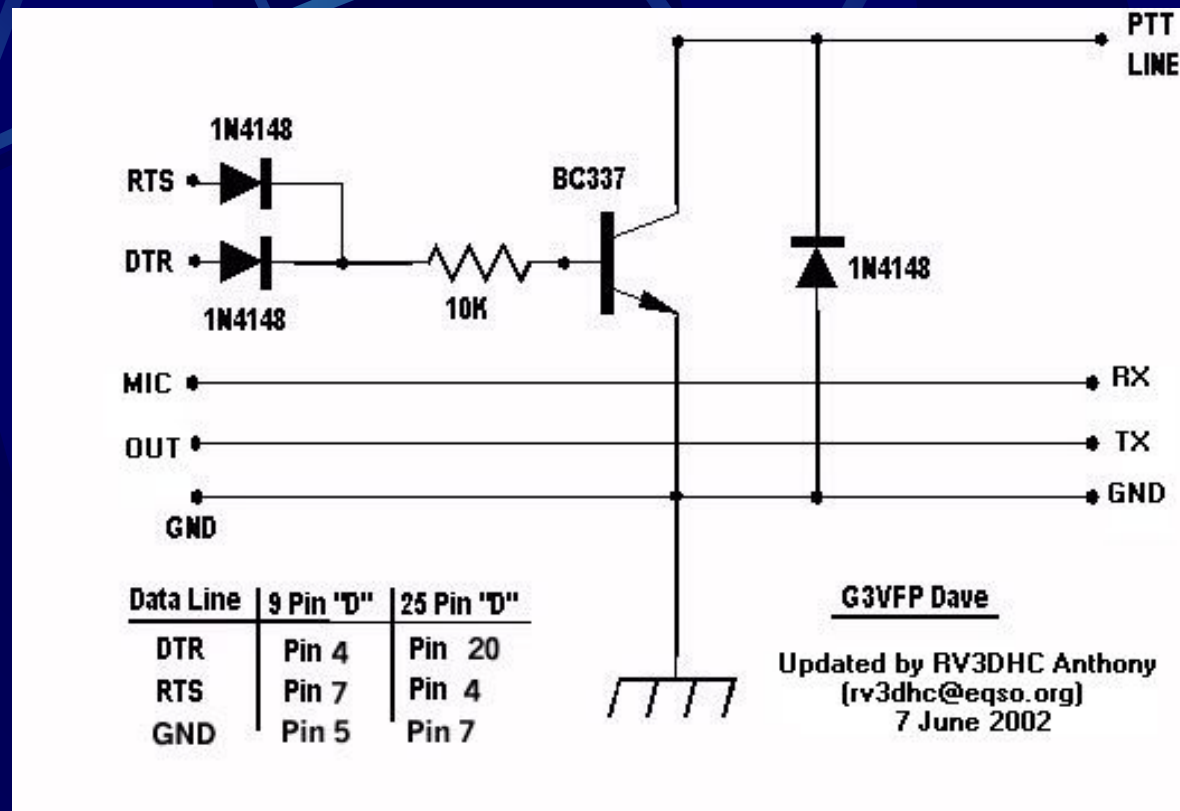 PTT
LINE
1N4148
RTS
BC337
DTR
1N4148
10K
1N4148
MIC
RX
OUT
TX
GND
GND
Data Line 9 Pin "D" 25 Pin "D"
DTR Pin 4 Pin 20
RTS Pin 7 Pin 4
GND Pin 5 Pin 7
G3VFP Dave
Updated by RV3DHC Anthony
(rv3dhc@eqso.org)
7 June 2002